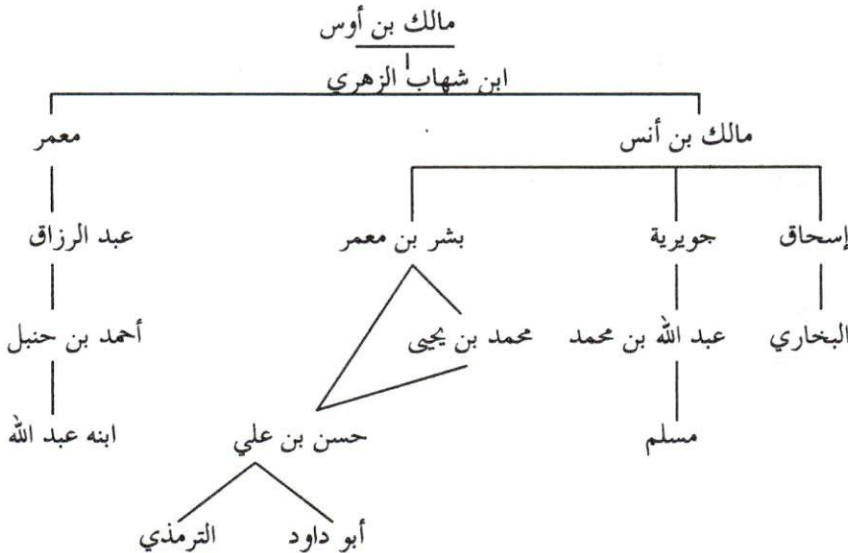 مالك بن أوس
ابن شهاب الزهري
مالك بن أنس معمر
إسحاق جويرية بشر بن معمر عبد الرزاق
البخاري عبد الله بن محمد محمد بن يحيى أحمد بن حنبل
مسلم حسن بن علي ابنه عبد الله
أبو داود الترمذي